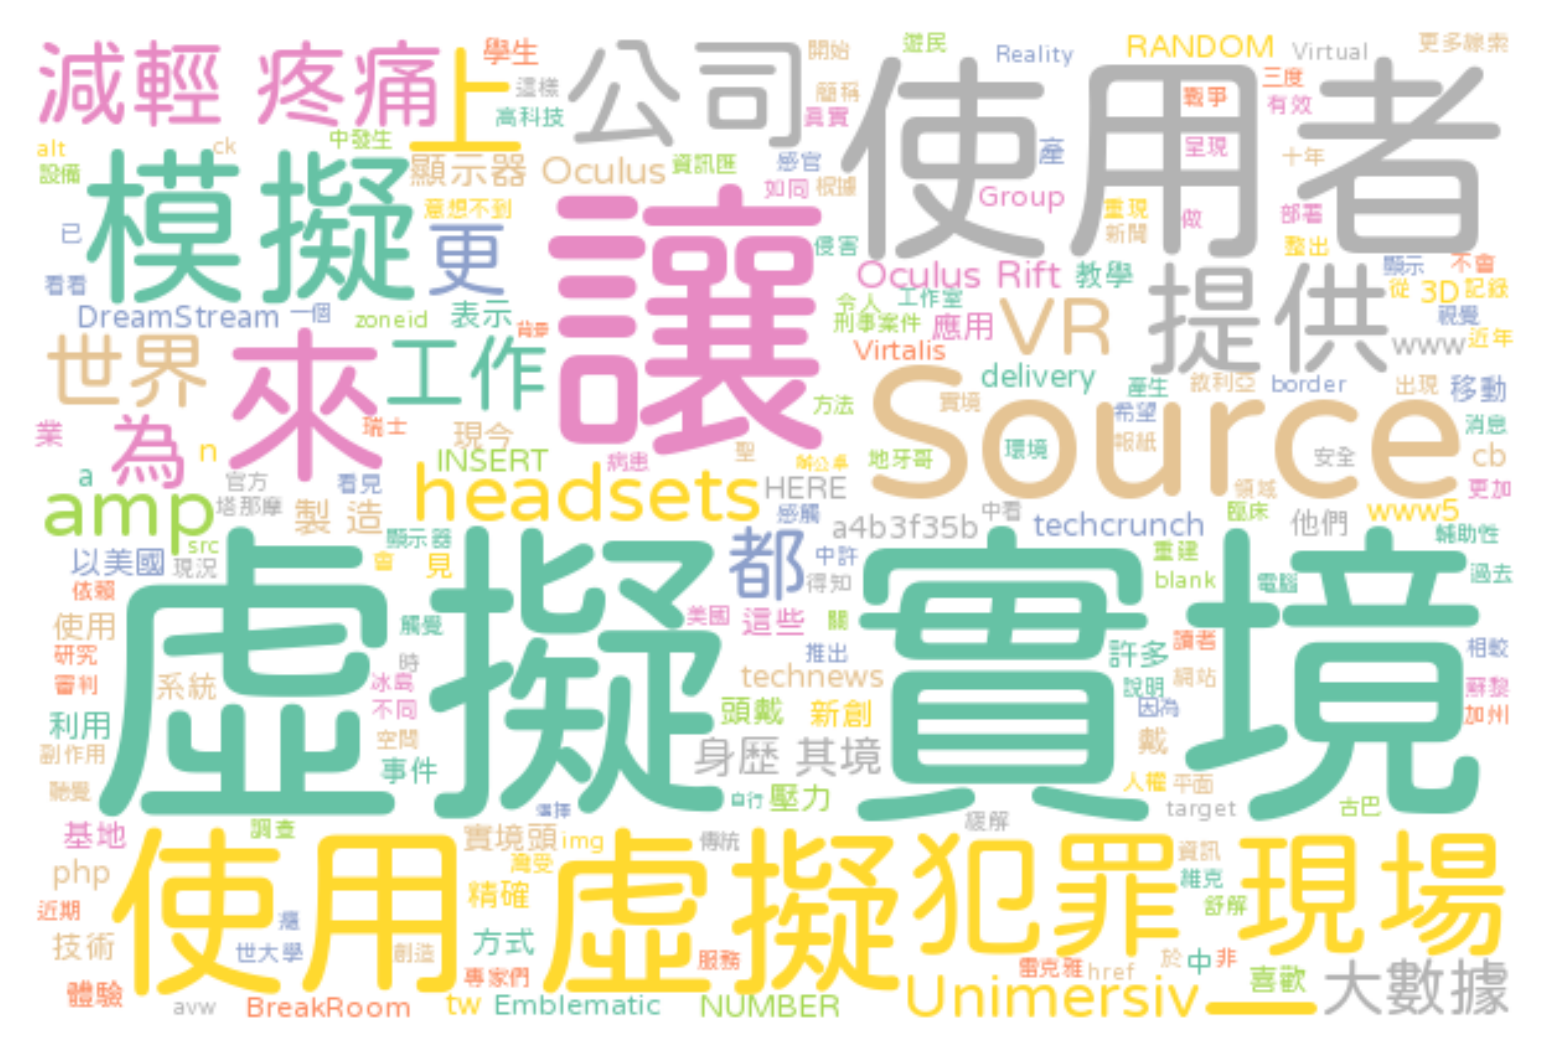 減輕 疼痛
上
學生
這樣
高科技
公司
開始
簡稱
真實
遊民
使用者
Reality
RANDOM
Virtual
更多線索
三度
戰爭
有效
呈現
十年
alt
ck
中發生
設備
模擬
顯示器
Oculus
資訊匯
感官
如同
根據
產
Group
重現
做
部署
新聞
整出
意想不到
已
更
讓
侵害
Oculus Rift
教學
提供
顯示
不會
從
3D
記錄
視覺
看看
DreamStream
一個
zoneid
表示
背景
令人
工作室
刑事案件
應用
VR
Virtalis
www
近年
世界
來
工作
delivery
產生
敘利亞
border
出現
移動
業
為
n
瑞士
現今
方法
Source
實境
希望
報紙
消息
a
官方
看見
INSERT
病患
聖
辦公桌
地牙哥
環境
安全
cb
amp
塔那摩
製造
headsets
HERE
感觸
領域
更加
src
顯示器
a4b3f35b
中看
techcrunch
臨床
他們
www5
輔助性
以美國
現況
會
見
都
中許
得知
重建
blank
電腦
過去
依賴
虛擬實境
使用
觸覺
美國
這些
關
許多
讀者
相較
研究
時
推出
審判
系統
冰島
technews
說明
網站
蘇黎
利用
不同
頭戴
新創
因為
加州
副作用
空間
身歷 其境
戴
事件
聽覺
選擇
自行
壓力
人權
平面
target
古巴
基地
調查
實境頭
img
傳統
緩解
使用虛擬犯罪現場
php
灣受
資訊
近期
精確
維克
舒解
技術
世大學
創造
方式
專家們
服務
雷克雅
href
於
中
非
喜歡
體驗
avw
BreakRoom
tw
Emblematic
NUMBER
Unimersiv
一
大數據